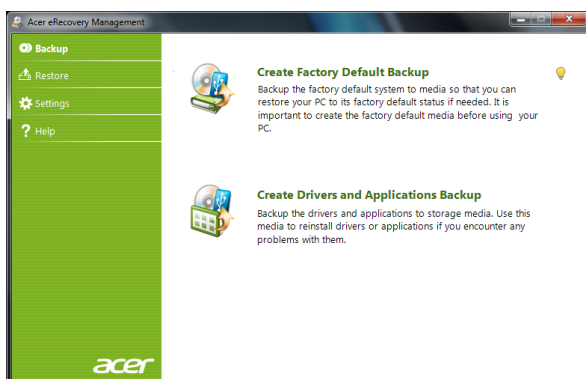 Acer eRecovery Management
Backup
Restore
Settings
? Help
Create Factory Default Backup
Backup the factory default system to media so that you can
restore your PC to its factory default status if needed. It is
important to create the factory default media before using your
PC.
Create Drivers and Applications Backup
Backup the drivers and applications to storage media. Use this
media to reinstall drivers or applications if you encounter any
problems with them.
acer